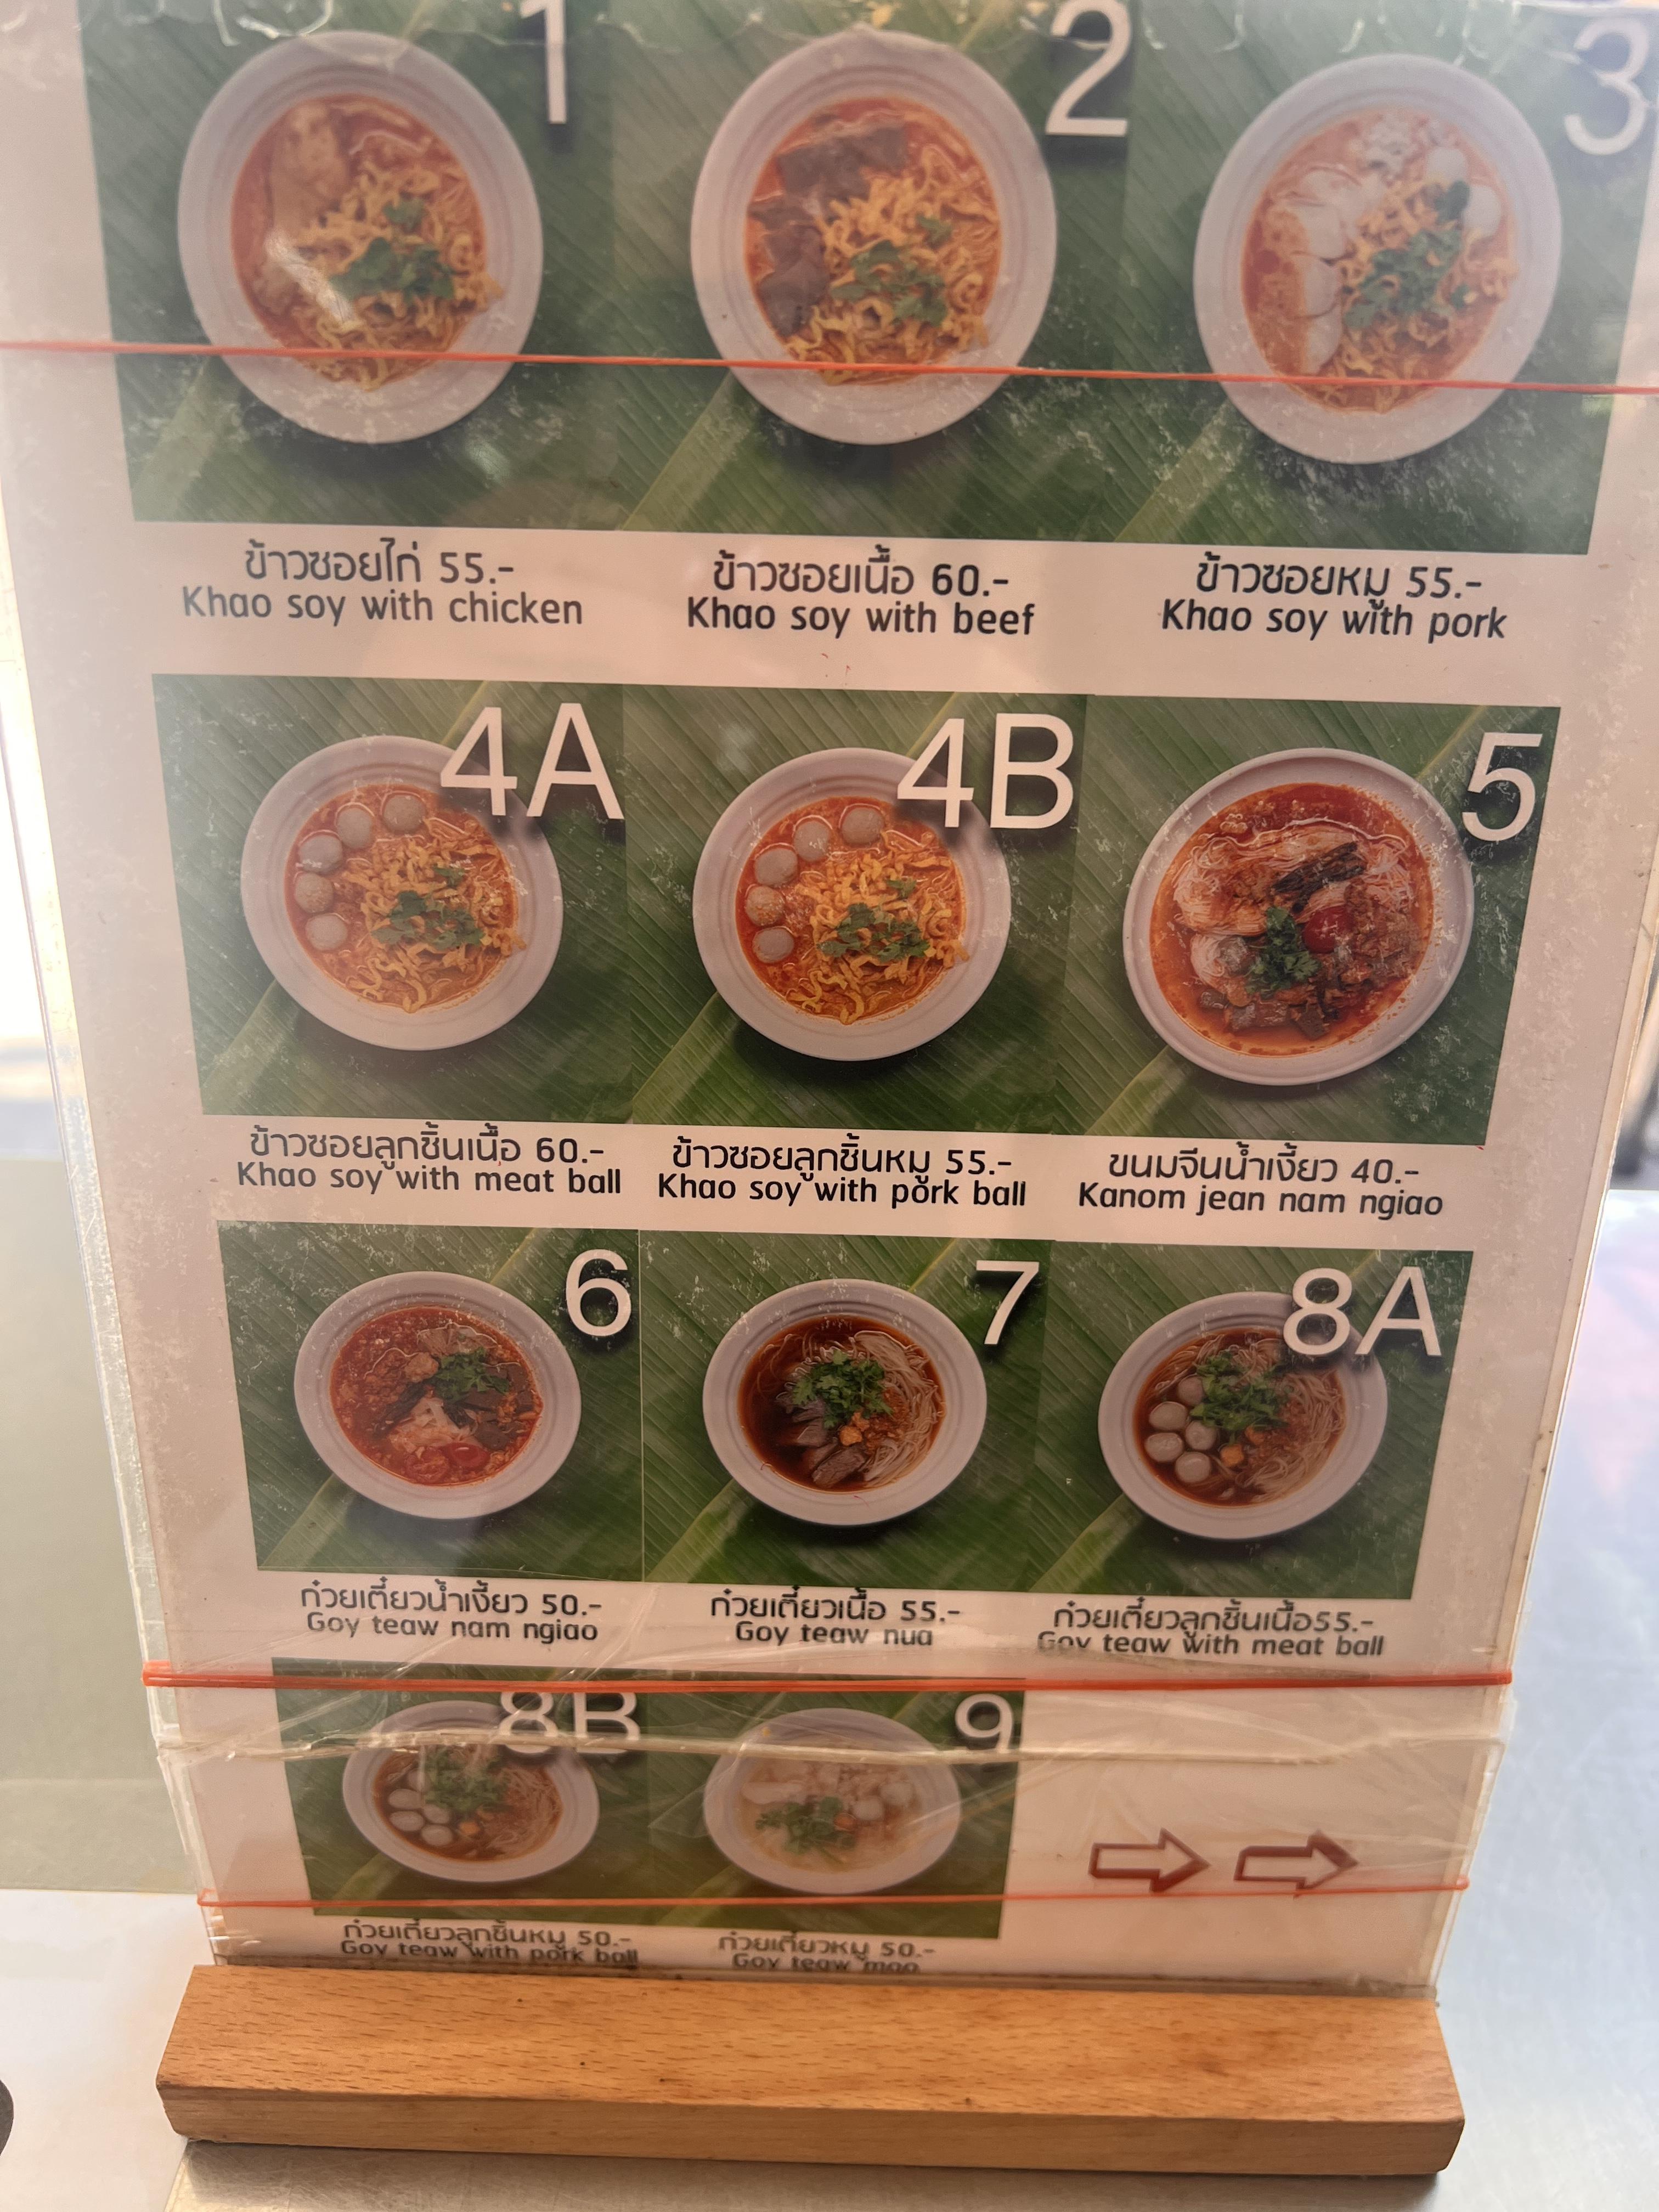 1
2
3
ข้าวซอยไก่ 55.-
Khao soy with chicken
ข้าวซอยเนื้อ 60.-
Khao soy with beef
ข้าวซอยหมู 55.-
Khao soy with pork
4A
4B
5
ข้าวซอยลูกชิ้นเนื้อ 60.-
Khao soy with meat ball
ข้าวซอยลูกชิ้นหมู 55.-
Khao soy with pork ball
ขนมจีนน้ำเงี้ยว 40.-
Kanom jean nam ngiao
6
7
8A
ก๋วยเตี๋ยวน้ำเงี้ยว 50.-
Goy teaw nam ngiao
ก๋วยเตี๋ยวเนื้อ 55.-
Goy teaw nua
ก๋วยเตี๋ยวลูกชิ้นเนื้อ55.-
Goy teaw with meat ball
8B
9
ก๋วยเตี๋ยวลูกชิ้นหมู 50.-
Goy teaw with pork ball
ก๋วยเตี๋ยวหมู 50.-
Goy teaw moo